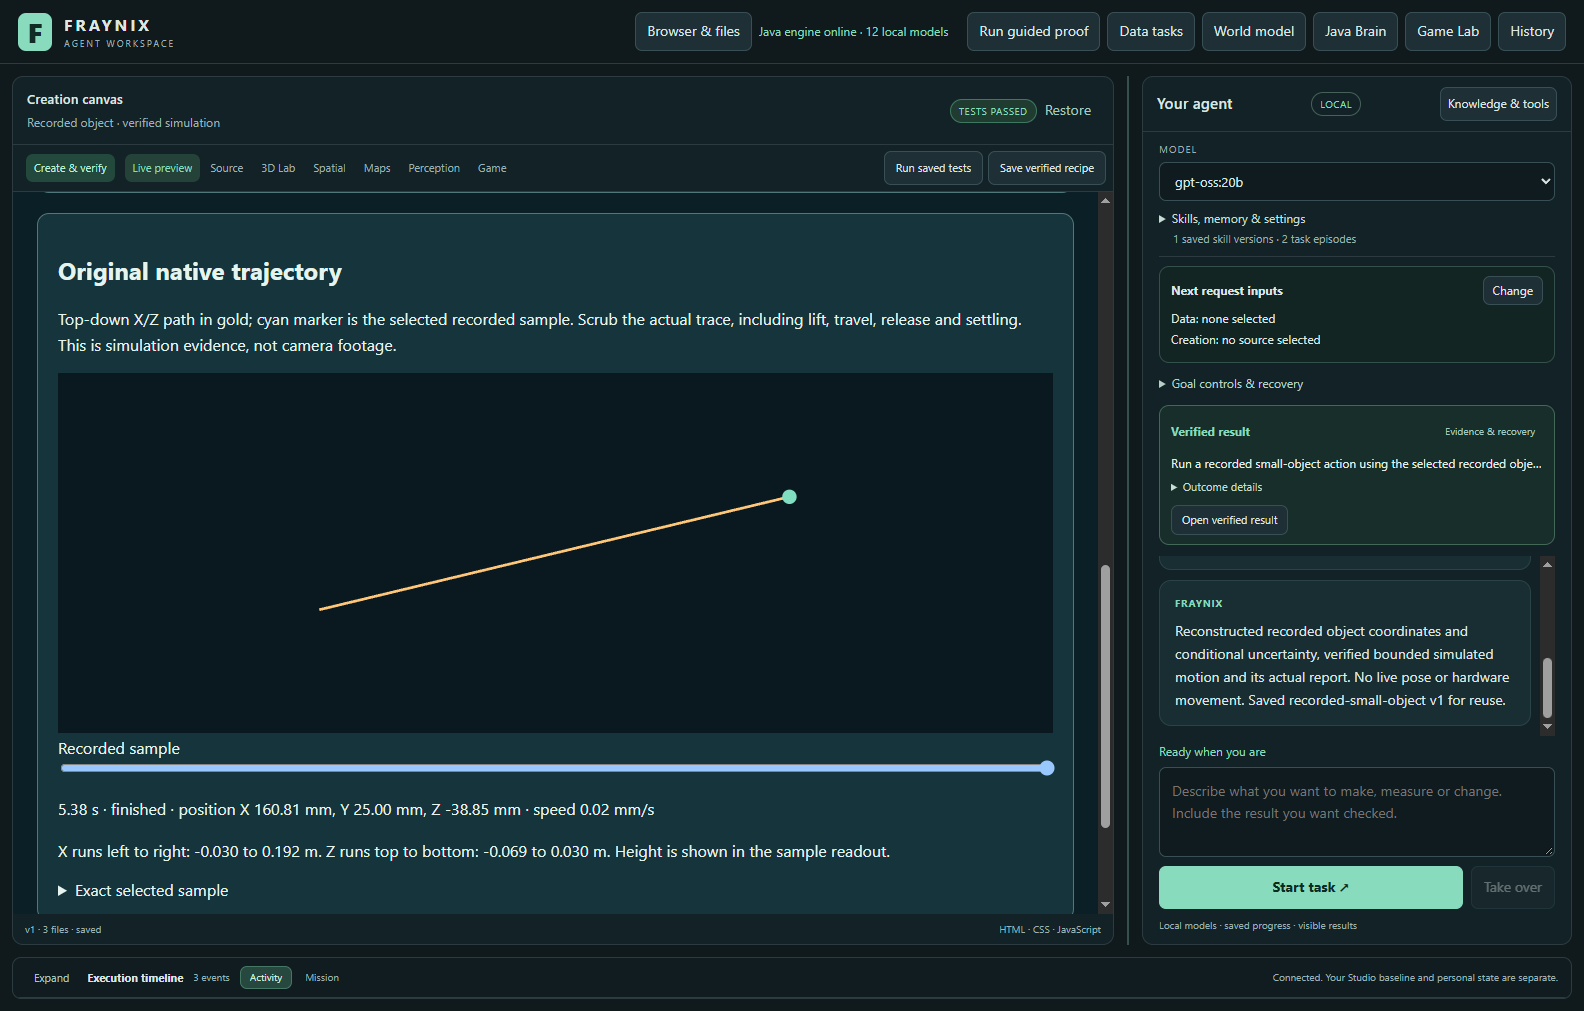 F
FRAYNIX
AGENT WORKSPACE
Browser & files
Java engine online · 12 local models
Run guided proof
Data tasks
World model
Java Brain
Game Lab
History
Creation canvas
Recorded object · verified simulation
TESTS PASSED
Restore
Create & verify
Live preview
Source
3D Lab
Spatial
Maps
Perception
Game
Run saved tests
Save verified recipe
Original native trajectory
Top-down X/Z path in gold; cyan marker is the selected recorded sample. Scrub the actual trace, including lift, travel, release and settling.
This is simulation evidence, not camera footage.
Recorded sample
5.38 s · finished · position X 160.81 mm, Y 25.00 mm, Z -38.85 mm · speed 0.02 mm/s
X runs left to right: -0.030 to 0.192 m. Z runs top to bottom: -0.069 to 0.030 m. Height is shown in the sample readout.
Exact selected sample
v1 · 3 files · saved
HTML · CSS · JavaScript
Your agent
LOCAL
Knowledge & tools
MODEL
gpt-oss:20b
Skills, memory & settings
1 saved skill versions · 2 task episodes
Next request inputs
Change
Data: none selected
Creation: no source selected
Goal controls & recovery
Verified result
Evidence & recovery
Run a recorded small-object action using the selected recorded obje...
Outcome details
Open verified result
FRAYNIX
Reconstructed recorded object coordinates and
conditional uncertainty, verified bounded simulated
motion and its actual report. No live pose or hardware
movement. Saved recorded-small-object v1 for reuse.
Ready when you are
Describe what you want to make, measure or change.
Include the result you want checked.
Start task ↗
Take over
Local models · saved progress · visible results
Expand
Execution timeline
3 events
Activity
Mission
Connected. Your Studio baseline and personal state are separate.